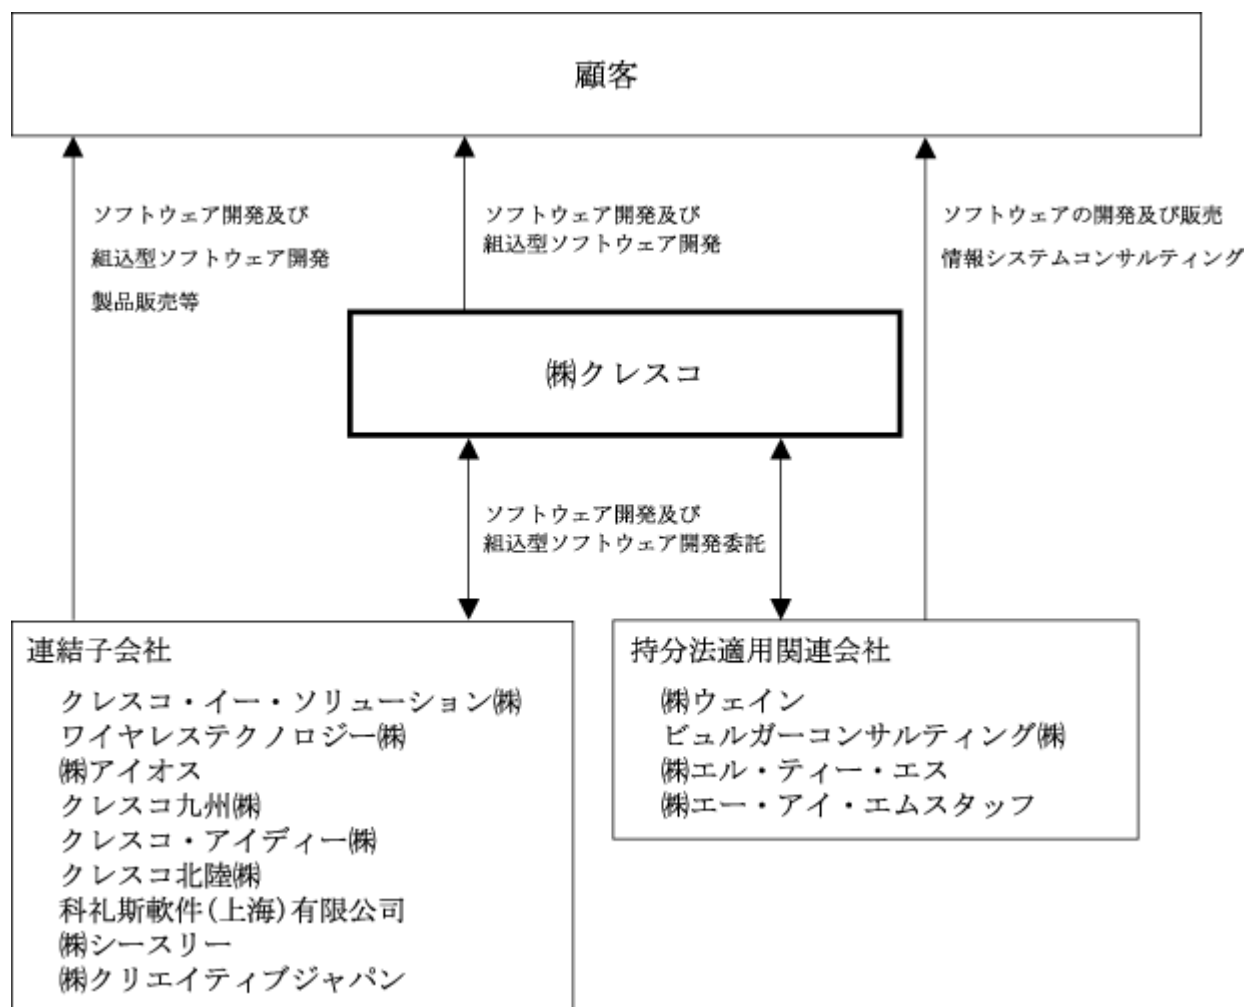 顧客
ソフトウェア開発及び
組込型ソフトウェア開発
製品販売等
ソフトウェア開発及び
組込型ソフトウェア開発
ソフトウェアの開発及び販売
情報システムコンサルティング
㈱クレスコ
ソフトウェア開発及び
組込型ソフトウェア開発委託
連結子会社
クレスコ・イー・ソリューション㈱
ワイヤレステクノロジー㈱
㈱アイオス
クレスコ九州㈱
クレスコ・アイディー㈱
クレスコ北陸㈱
科礼斯軟件(上海)有限公司
㈱シースリー
㈱クリエイティブジャパン
持分法適用関連会社
㈱ウェイン
ビュルガーコンサルティング㈱
㈱エル・ティー・エス
㈱エー・アイ・エムスタッフ